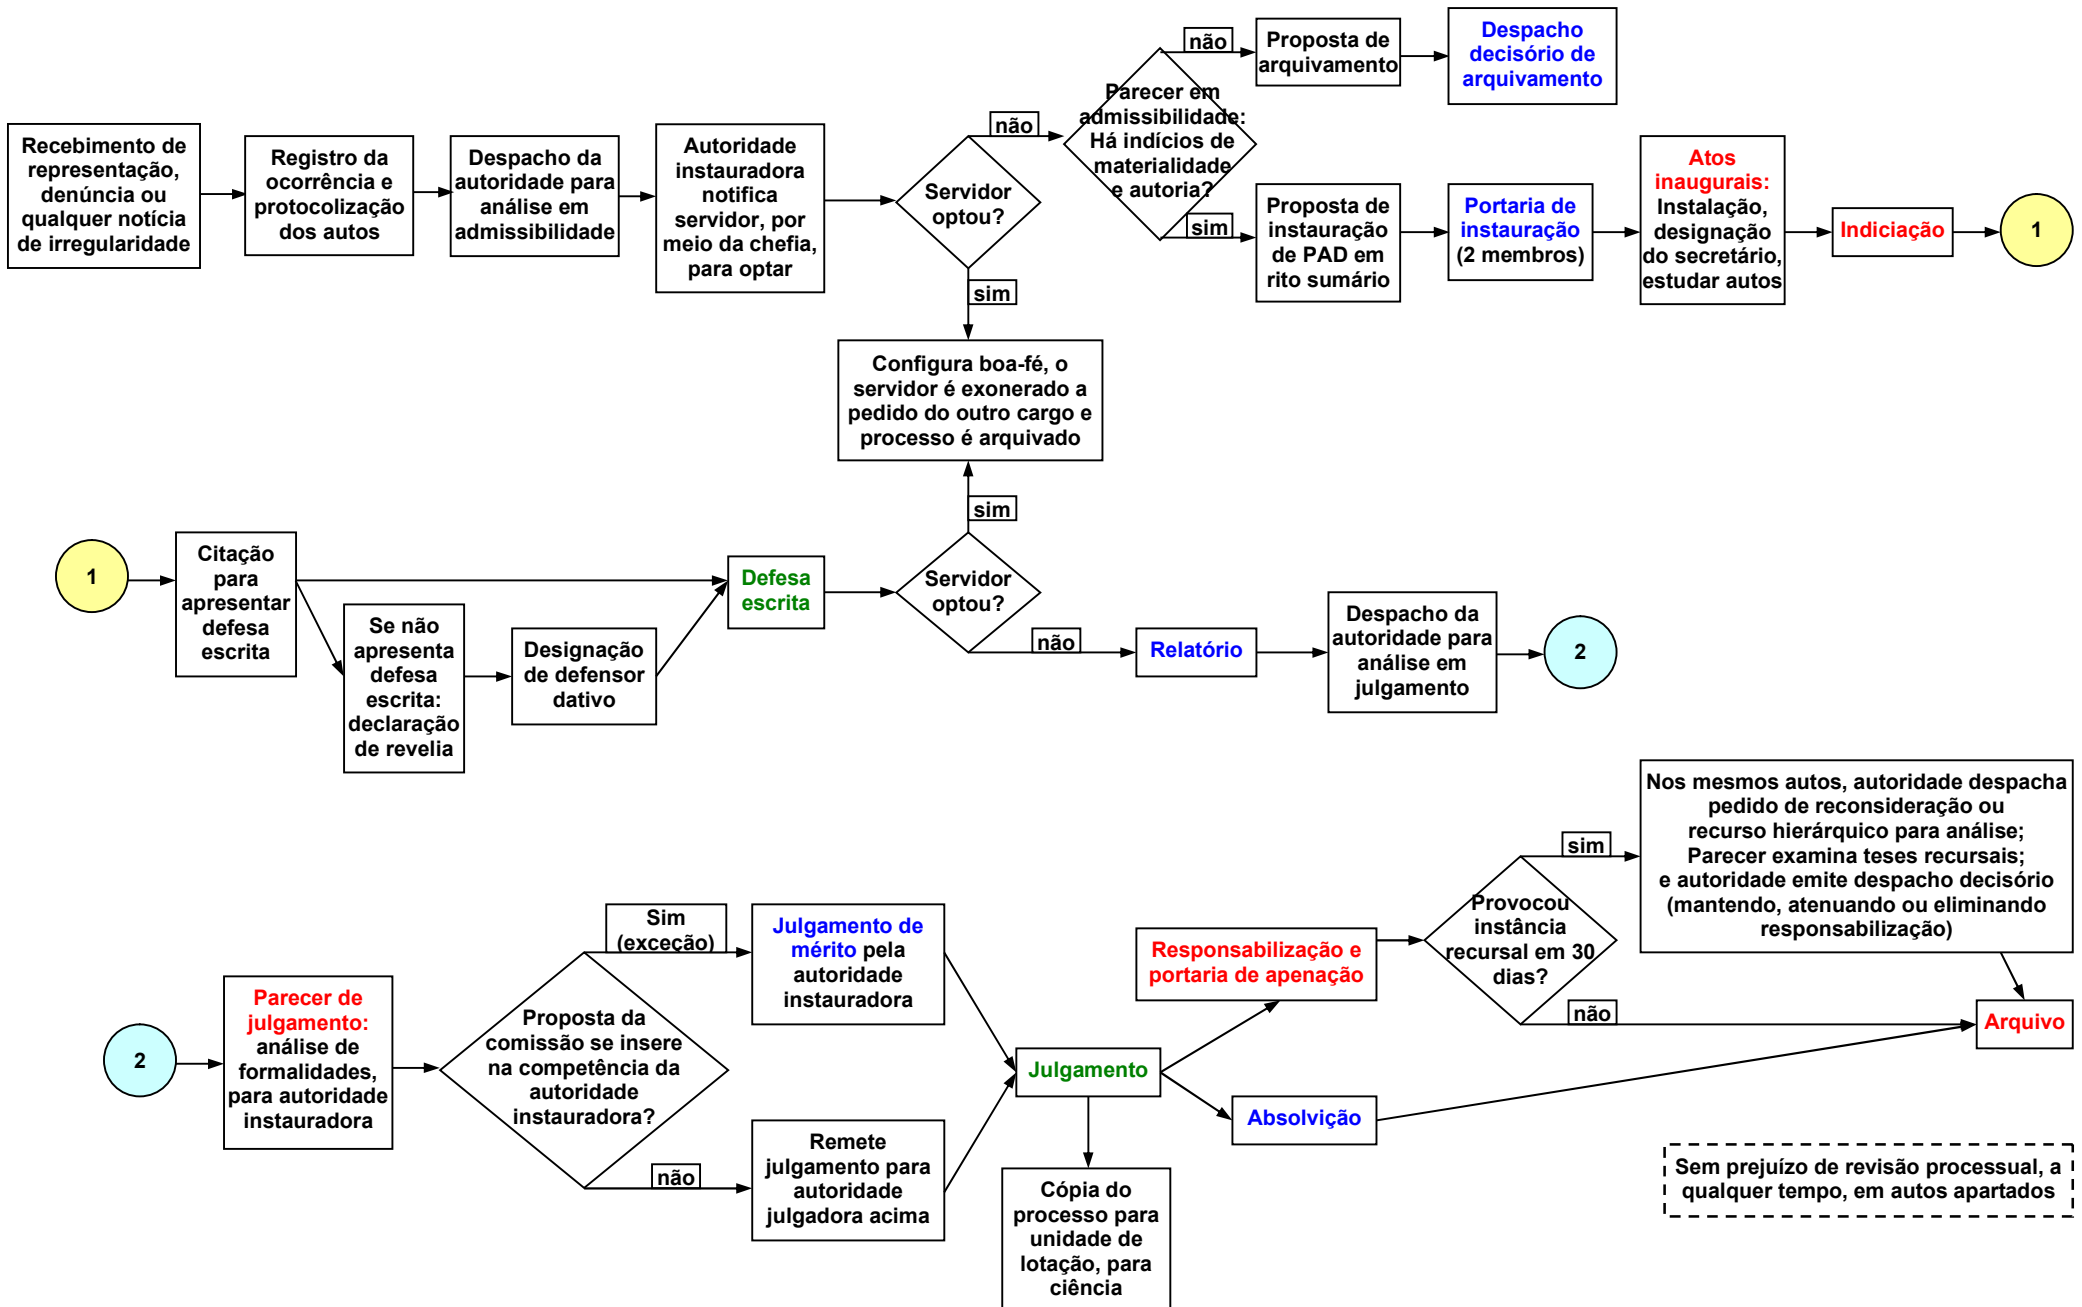 Recebimento de
representação,
denúncia ou
qualquer notícia
de irregularidade
Registro da
ocorrência e
protocolização
dos autos
Despacho da
autoridade para
análise em
admissibilidade
Autoridade
instauradora
notifica
servidor, por
meio da chefia,
para optar
Servidor
optou?
não
sim
Parecer em
admissibilidade:
Há indícios de
materialidade
e autoria?
não
Proposta de
arquivamento
Despacho
decisório de
arquivamento
sim
Proposta de
instauração
de PAD em
rito sumário
Portaria de
instauração
(2 membros)
Atos
inaugurais:
Instalação,
designação
do secretário,
estudar autos
Indiciação
1
Configura boa-fé, o
servidor é exonerado a
pedido do outro cargo e
processo é arquivado
sim
1
Citação
para
apresentar
defesa
escrita
Se não
apresenta
defesa
escrita:
declaração
de revelia
Designação
de defensor
dativo
Defesa
escrita
Servidor
optou?
não
Relatório
Despacho da
autoridade para
análise em
julgamento
2
2
Parecer de
julgamento:
análise de
formalidades,
para autoridade
instauradora
Proposta da
comissão se insere
na competência da
autoridade
instauradora?
Sim
(exceção)
Julgamento de
mérito pela
autoridade
instauradora
não
Remete
julgamento para
autoridade
julgadora acima
Julgamento
Cópia do
processo para
unidade de
lotação, para
ciência
Responsabilização e
portaria de apenação
Absolvição
Provocou
instância
recursal em 30
dias?
sim
Nos mesmos autos, autoridade despacha
pedido de reconsideração ou
recurso hierárquico para análise;
Parecer examina teses recursais;
e autoridade emite despacho decisório
(mantendo, atenuando ou eliminando
responsabilização)
não
Arquivo
Sem prejuízo de revisão processual, a
qualquer tempo, em autos apartados